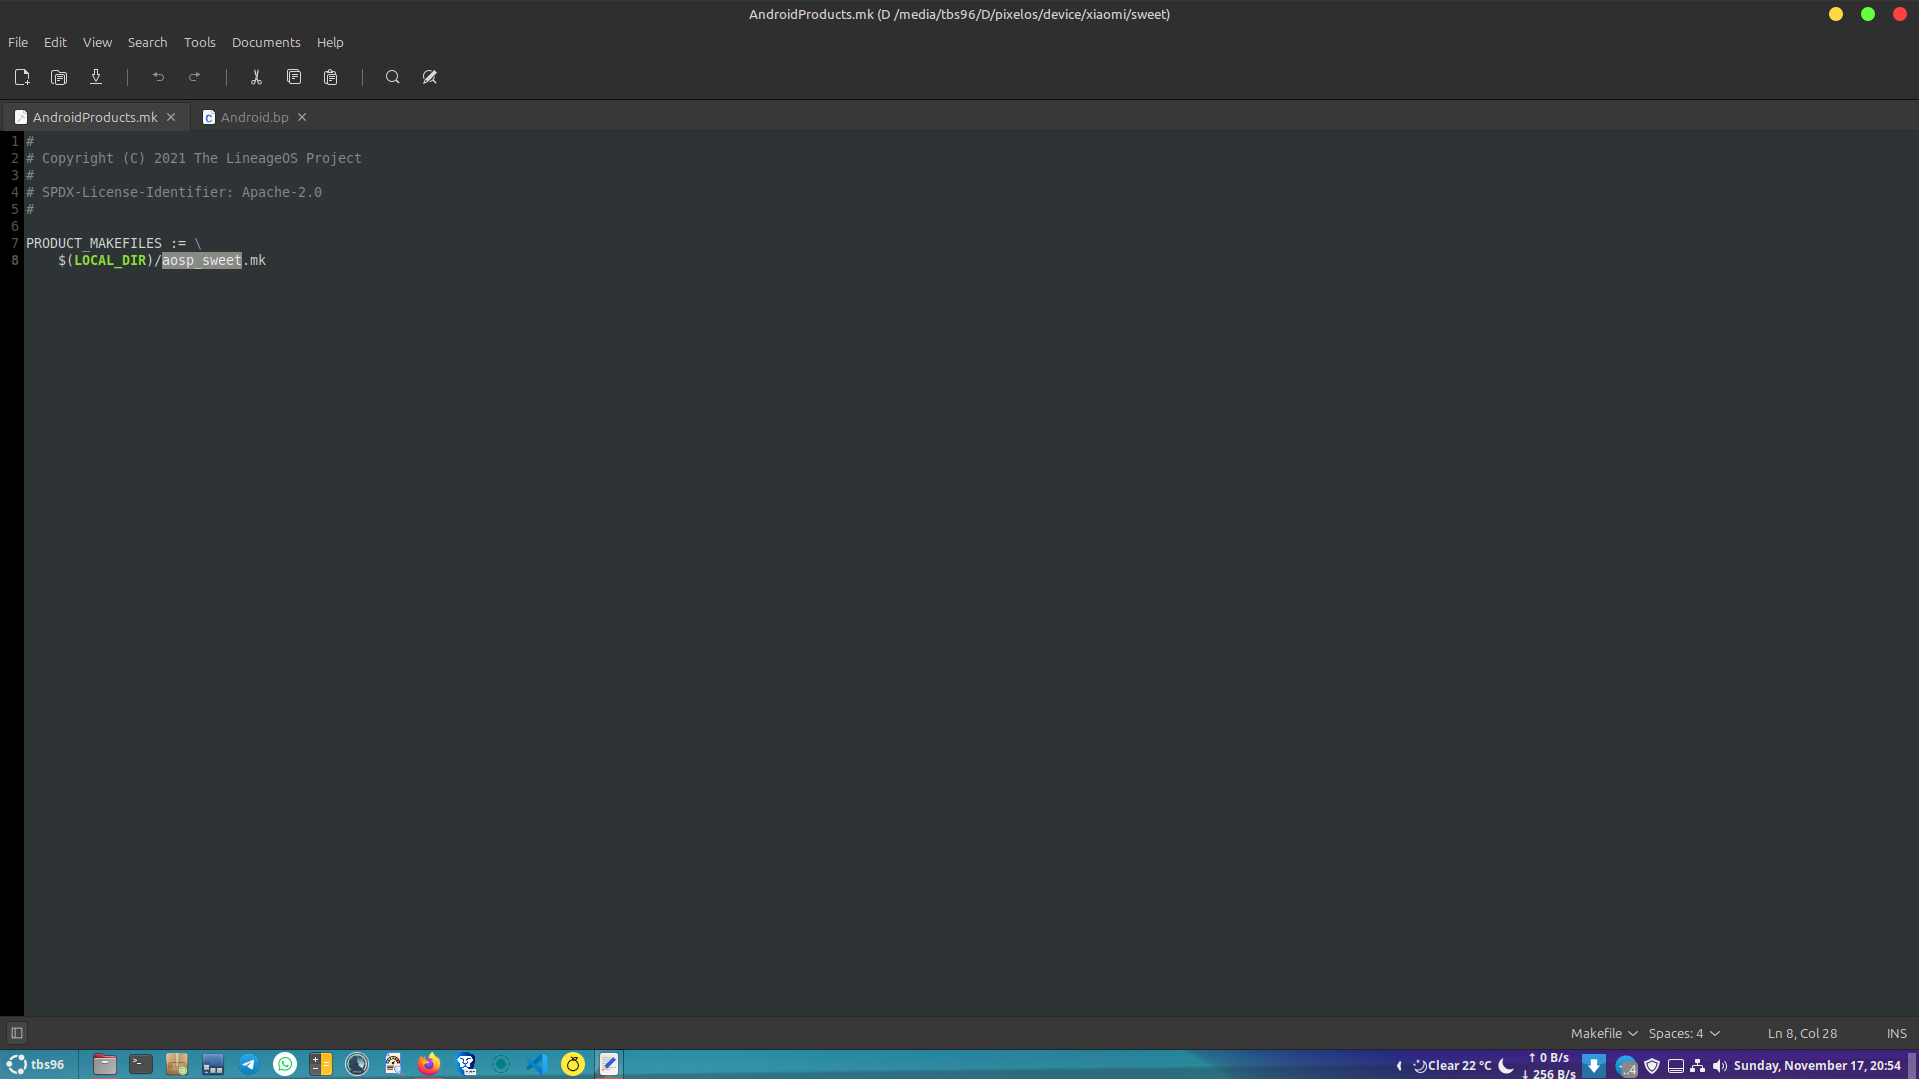 AndroidProducts.mk (D /media/tbs96/D/pixelos/device/xiaomi/sweet)
File Edit View Search Tools Documents Help
AndroidProducts.mk Android.bp
1 #
2 # Copyright (C) 2021 The LineageOS Project
3 #
4 # SPDX-License-Identifier: Apache-2.0
5 #
6
7 PRODUCT_MAKEFILES := \
8     $(LOCAL_DIR)/aosp_sweet.mk
Makefile Spaces: 4 Ln 8, Col 28 INS
tbs96 Clear 22 °C ↑ 0 B/s ↓ 256 B/s ..4 Sunday, November 17, 20:54